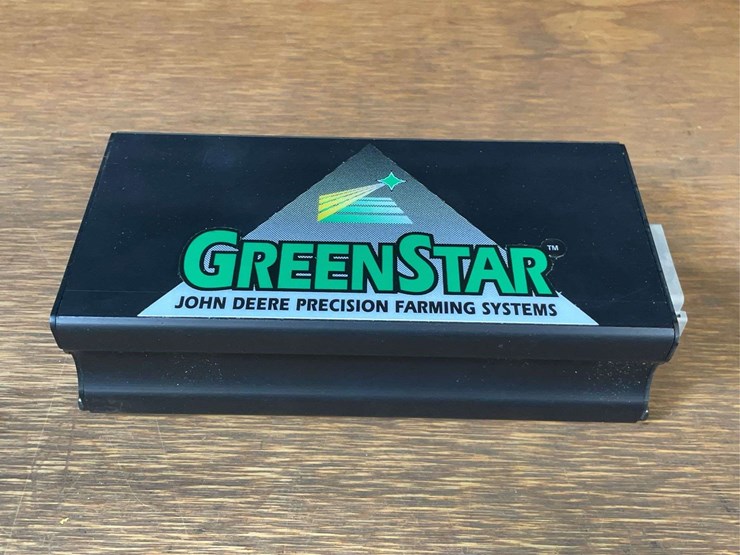 GREENSTAR™
JOHN DEERE PRECISION FARMING SYSTEMS